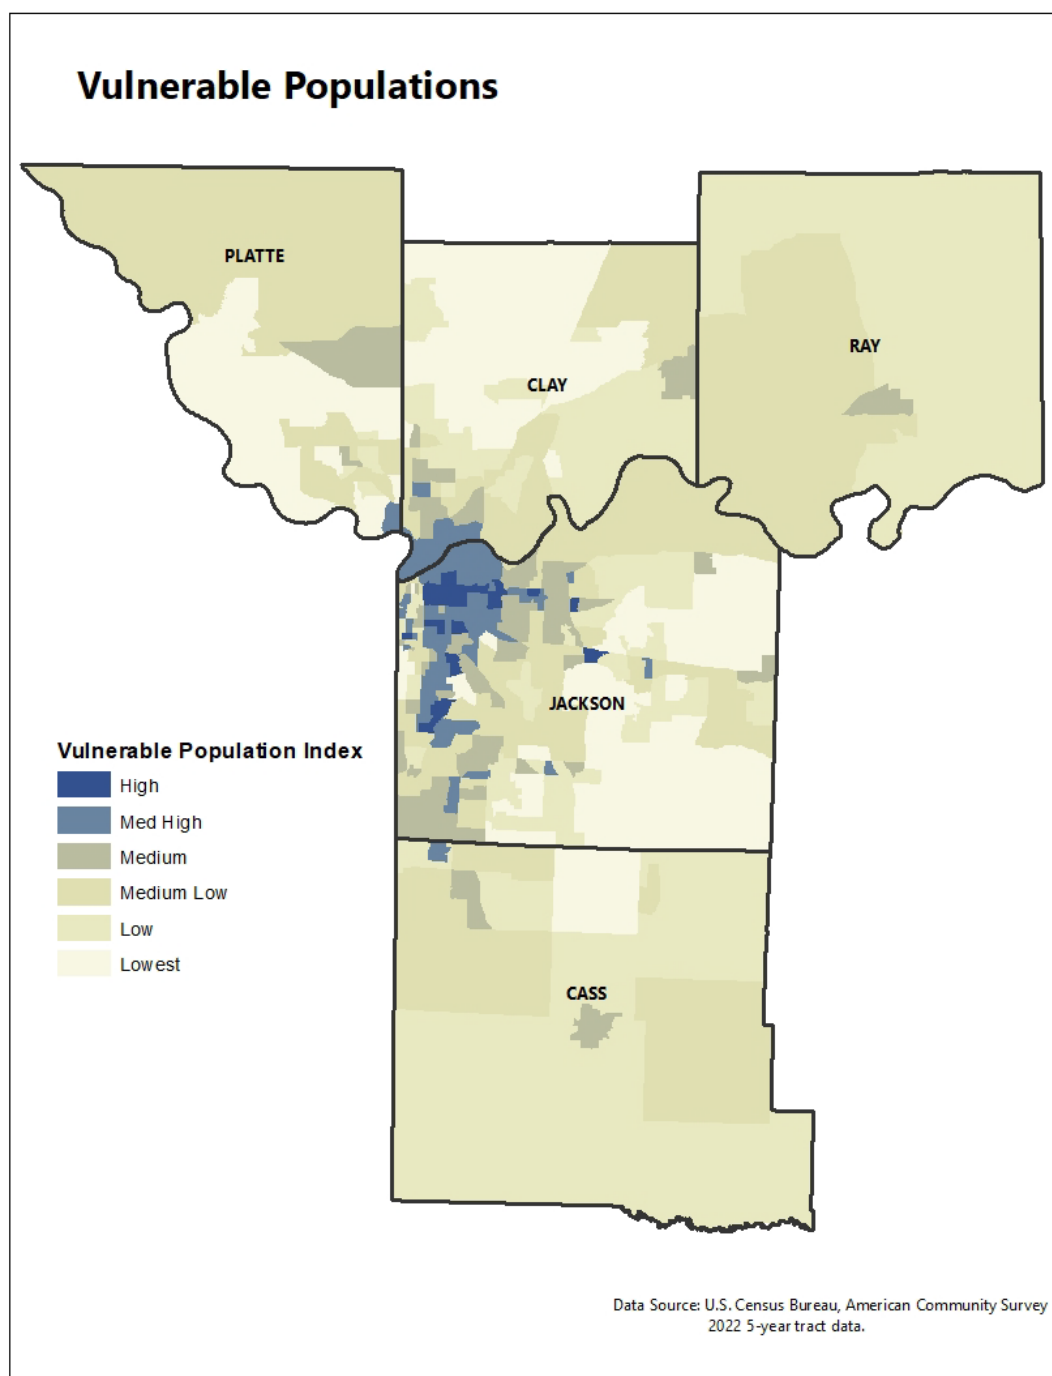 Vulnerable Populations
PLATTE
RAY
CLAY
JACKSON
Vulnerable Population Index
High
Med High
Medium
Medium Low
Low
Lowest
CASS
Data Source: U.S. Census Bureau, American Community Survey
2022 5-year tract data.